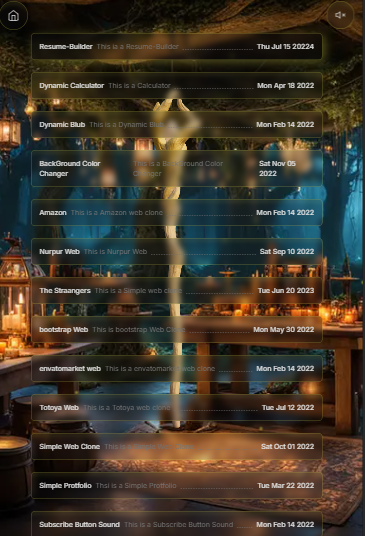 Resume-Builder This is a Resume-Builder Thu Jul 15 20224
Dynamic Calculator This is a Calculator Mon Apr 18 2022
Dynamic Blub This is a Dynamic Blub Mon Feb 14 2022
BackGround Color This is a BackGround Color Sat Nov 05
Changer Changer 2022
Amazon This is a Amazon web clone Mon Feb 14 2022
Nurpur Web This is Nurpur Web Sat Sep 10 2022
The Straangers This is a Simple web clone Tue Jun 20 2023
bootstrap Web This is bootstrap Web Clone Mon May 30 2022
envatomarket web This is a envatomarket web clone Mon Feb 14 2022
Totoya Web This is a Totoya web clone Tue Jul 12 2022
Simple Web Clone This is Sat Oct 01 2022
Simple Protfolio Thsi is a Simple Protfolio Tue Mar 22 2022
Subscribe Button Sound This is a Subscribe Button Sound Mon Feb 14 2022